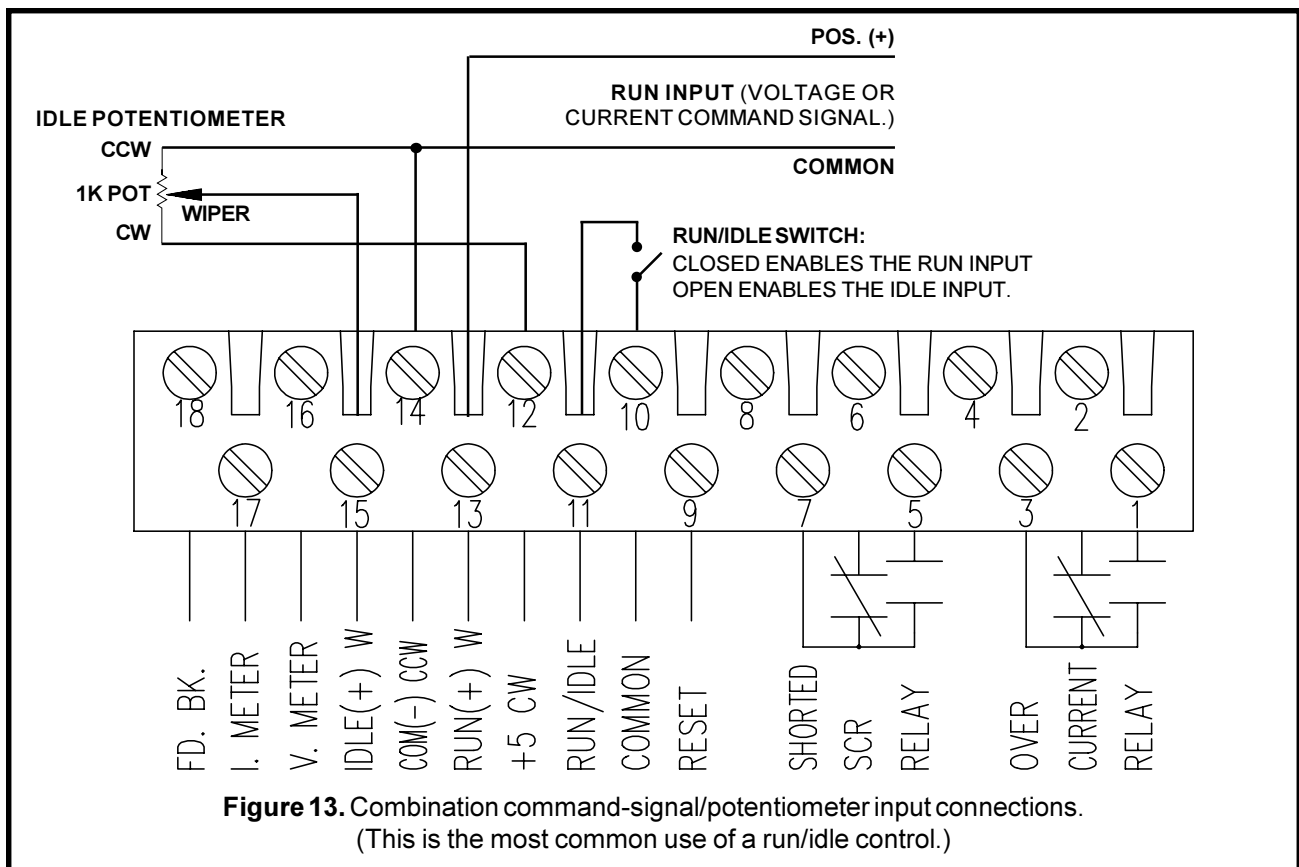 POS. (+)
RUN INPUT (VOLTAGE OR
CURRENT COMMAND SIGNAL.)
IDLE POTENTIOMETER
CCW
COMMON
1K POT
WIPER
CW
RUN/IDLE SWITCH:
CLOSED ENABLES THE RUN INPUT
OPEN ENABLES THE IDLE INPUT.
18 16 14 12 10 8 6 4 2
17 15 13 11 9 7 5 3 1
FD. BK.
I. METER
V. METER
IDLE(+) W
COM(-) CCW
RUN(+) W
+5 CW
RUN/IDLE
COMMON
RESET
SHORTED
SCR
RELAY
OVER
CURRENT
RELAY
Figure 13. Combination command-signal/potentiometer input connections.
(This is the most common use of a run/idle control.)